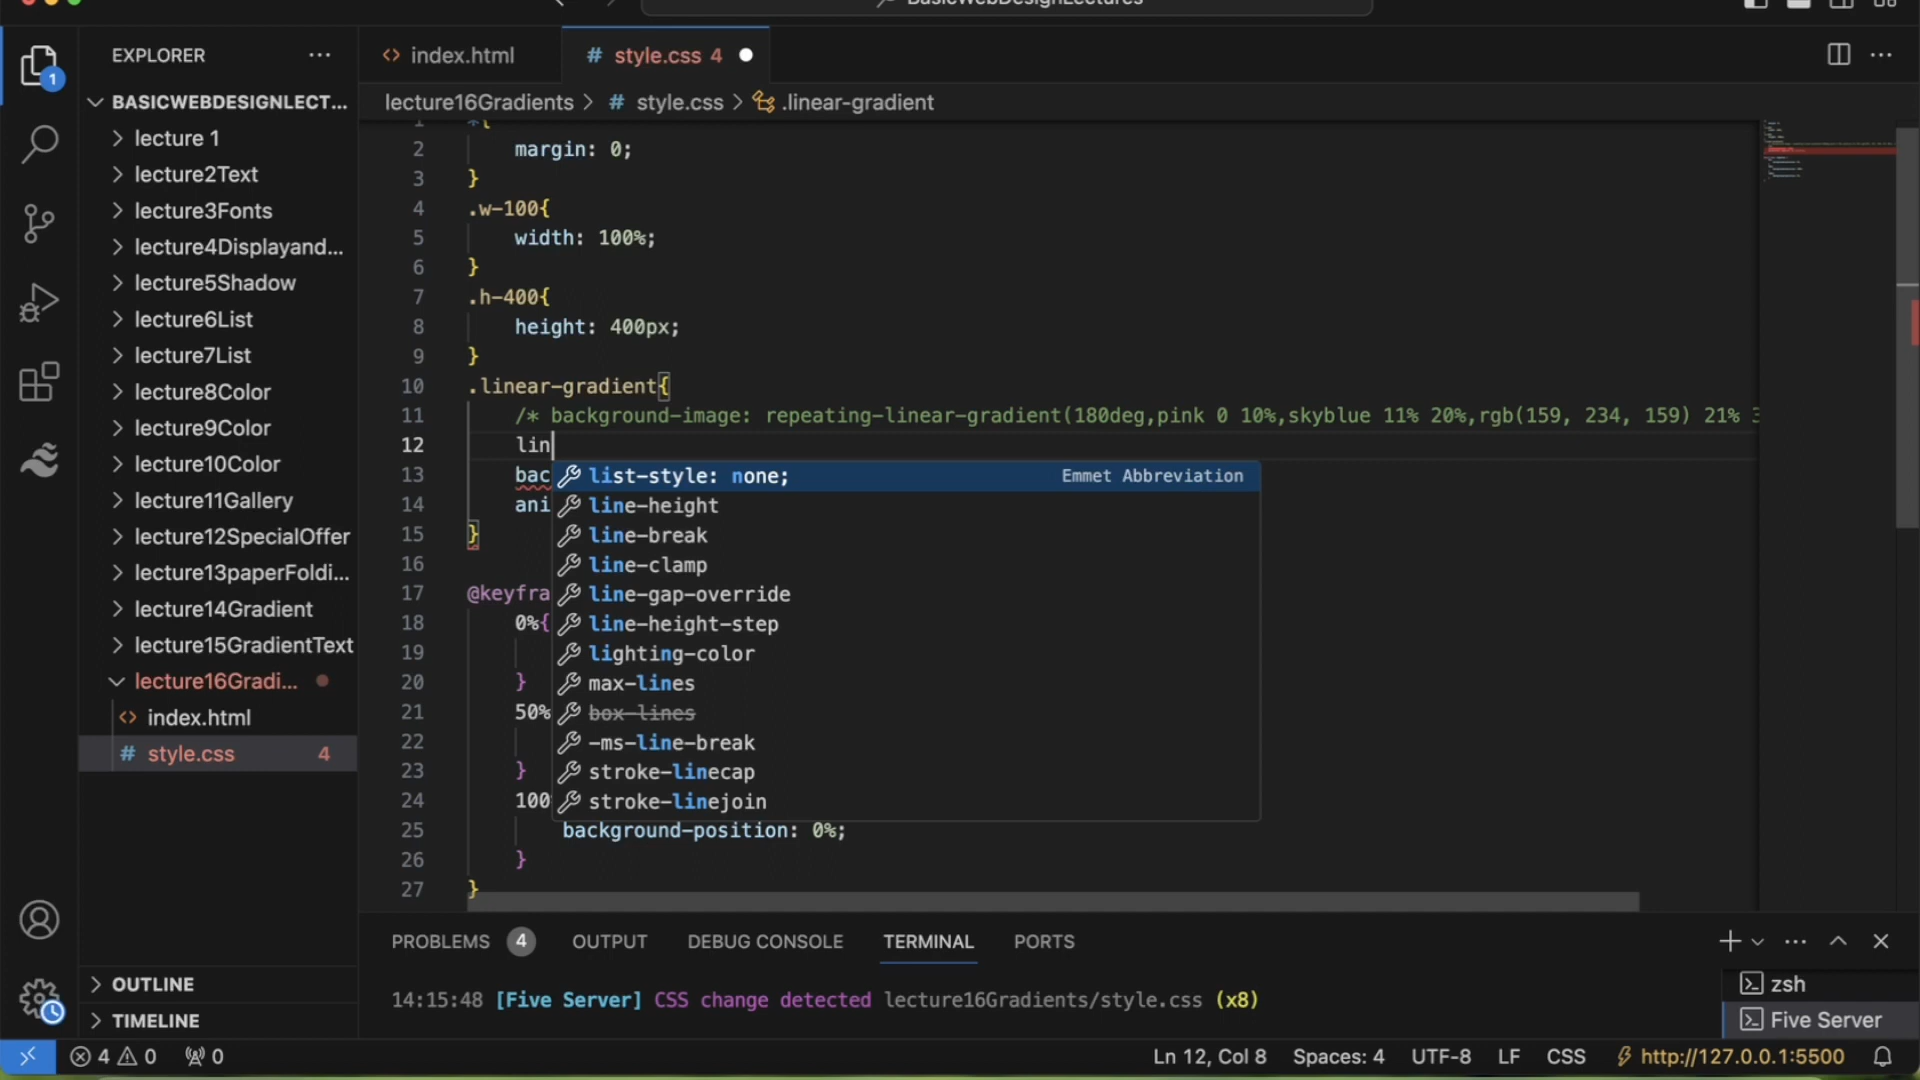 BasicWebDesignLectures
EXPLORER
index.html
# style.css 4
BASICWEBDESIGNLECT...
lecture16Gradients > # style.css > .linear-gradient
lecture 1
lecture2Text
lecture3Fonts
lecture4Displayand...
lecture5Shadow
lecture6List
lecture7List
lecture8Color
lecture9Color
lecture10Color
lecture11Gallery
lecture12SpecialOffer
lecture13paperFoldi...
lecture14Gradient
lecture15GradientText
lecture16Gradi...
index.html
# style.css 4
1 *{
2 margin: 0;
3 }
4 .w-100{
5 width: 100%;
6 }
7 .h-400{
8 height: 400px;
9 }
10 .linear-gradient{
11 /* background-image: repeating-linear-gradient(180deg,pink 0 10%,skyblue 11% 20%,rgb(159, 234, 159) 21% 3
12 lin
13 bac
14 ani
15 }
16
17 @keyfra
18 0%{
19
20 }
21 50%
22
23 }
24 100
25 background-position: 0%;
26 }
27 }
list-style: none; Emmet Abbreviation
line-height
line-break
line-clamp
line-gap-override
line-height-step
lighting-color
max-lines
box-lines
-ms-line-break
stroke-linecap
stroke-linejoin
PROBLEMS 4 OUTPUT DEBUG CONSOLE TERMINAL PORTS
14:15:48 [Five Server] CSS change detected lecture16Gradients/style.css (x8)
zsh
Five Server
OUTLINE
TIMELINE
1
4 0 0
Ln 12, Col 8 Spaces: 4 UTF-8 LF CSS http://127.0.0.1:5500